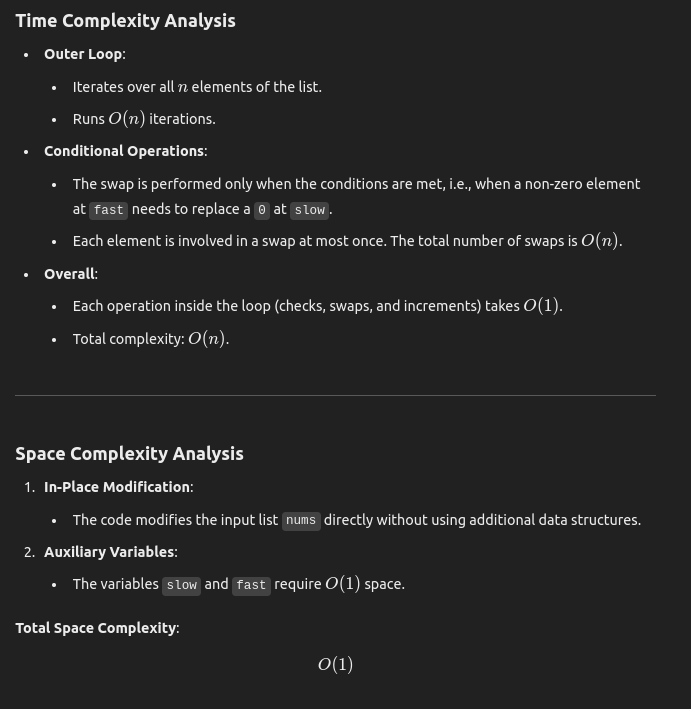 Time Complexity Analysis
• Outer Loop:
• Iterates over all n elements of the list.
• Runs O(n) iterations.
• Conditional Operations:
• The swap is performed only when the conditions are met, i.e., when a non-zero element
at fast needs to replace a 0 at slow.
• Each element is involved in a swap at most once. The total number of swaps is O(n).
• Overall:
• Each operation inside the loop (checks, swaps, and increments) takes O(1).
• Total complexity: O(n).
Space Complexity Analysis
1. In-Place Modification:
• The code modifies the input list nums directly without using additional data structures.
2. Auxiliary Variables:
• The variables slow and fast require O(1) space.
Total Space Complexity:
O(1)